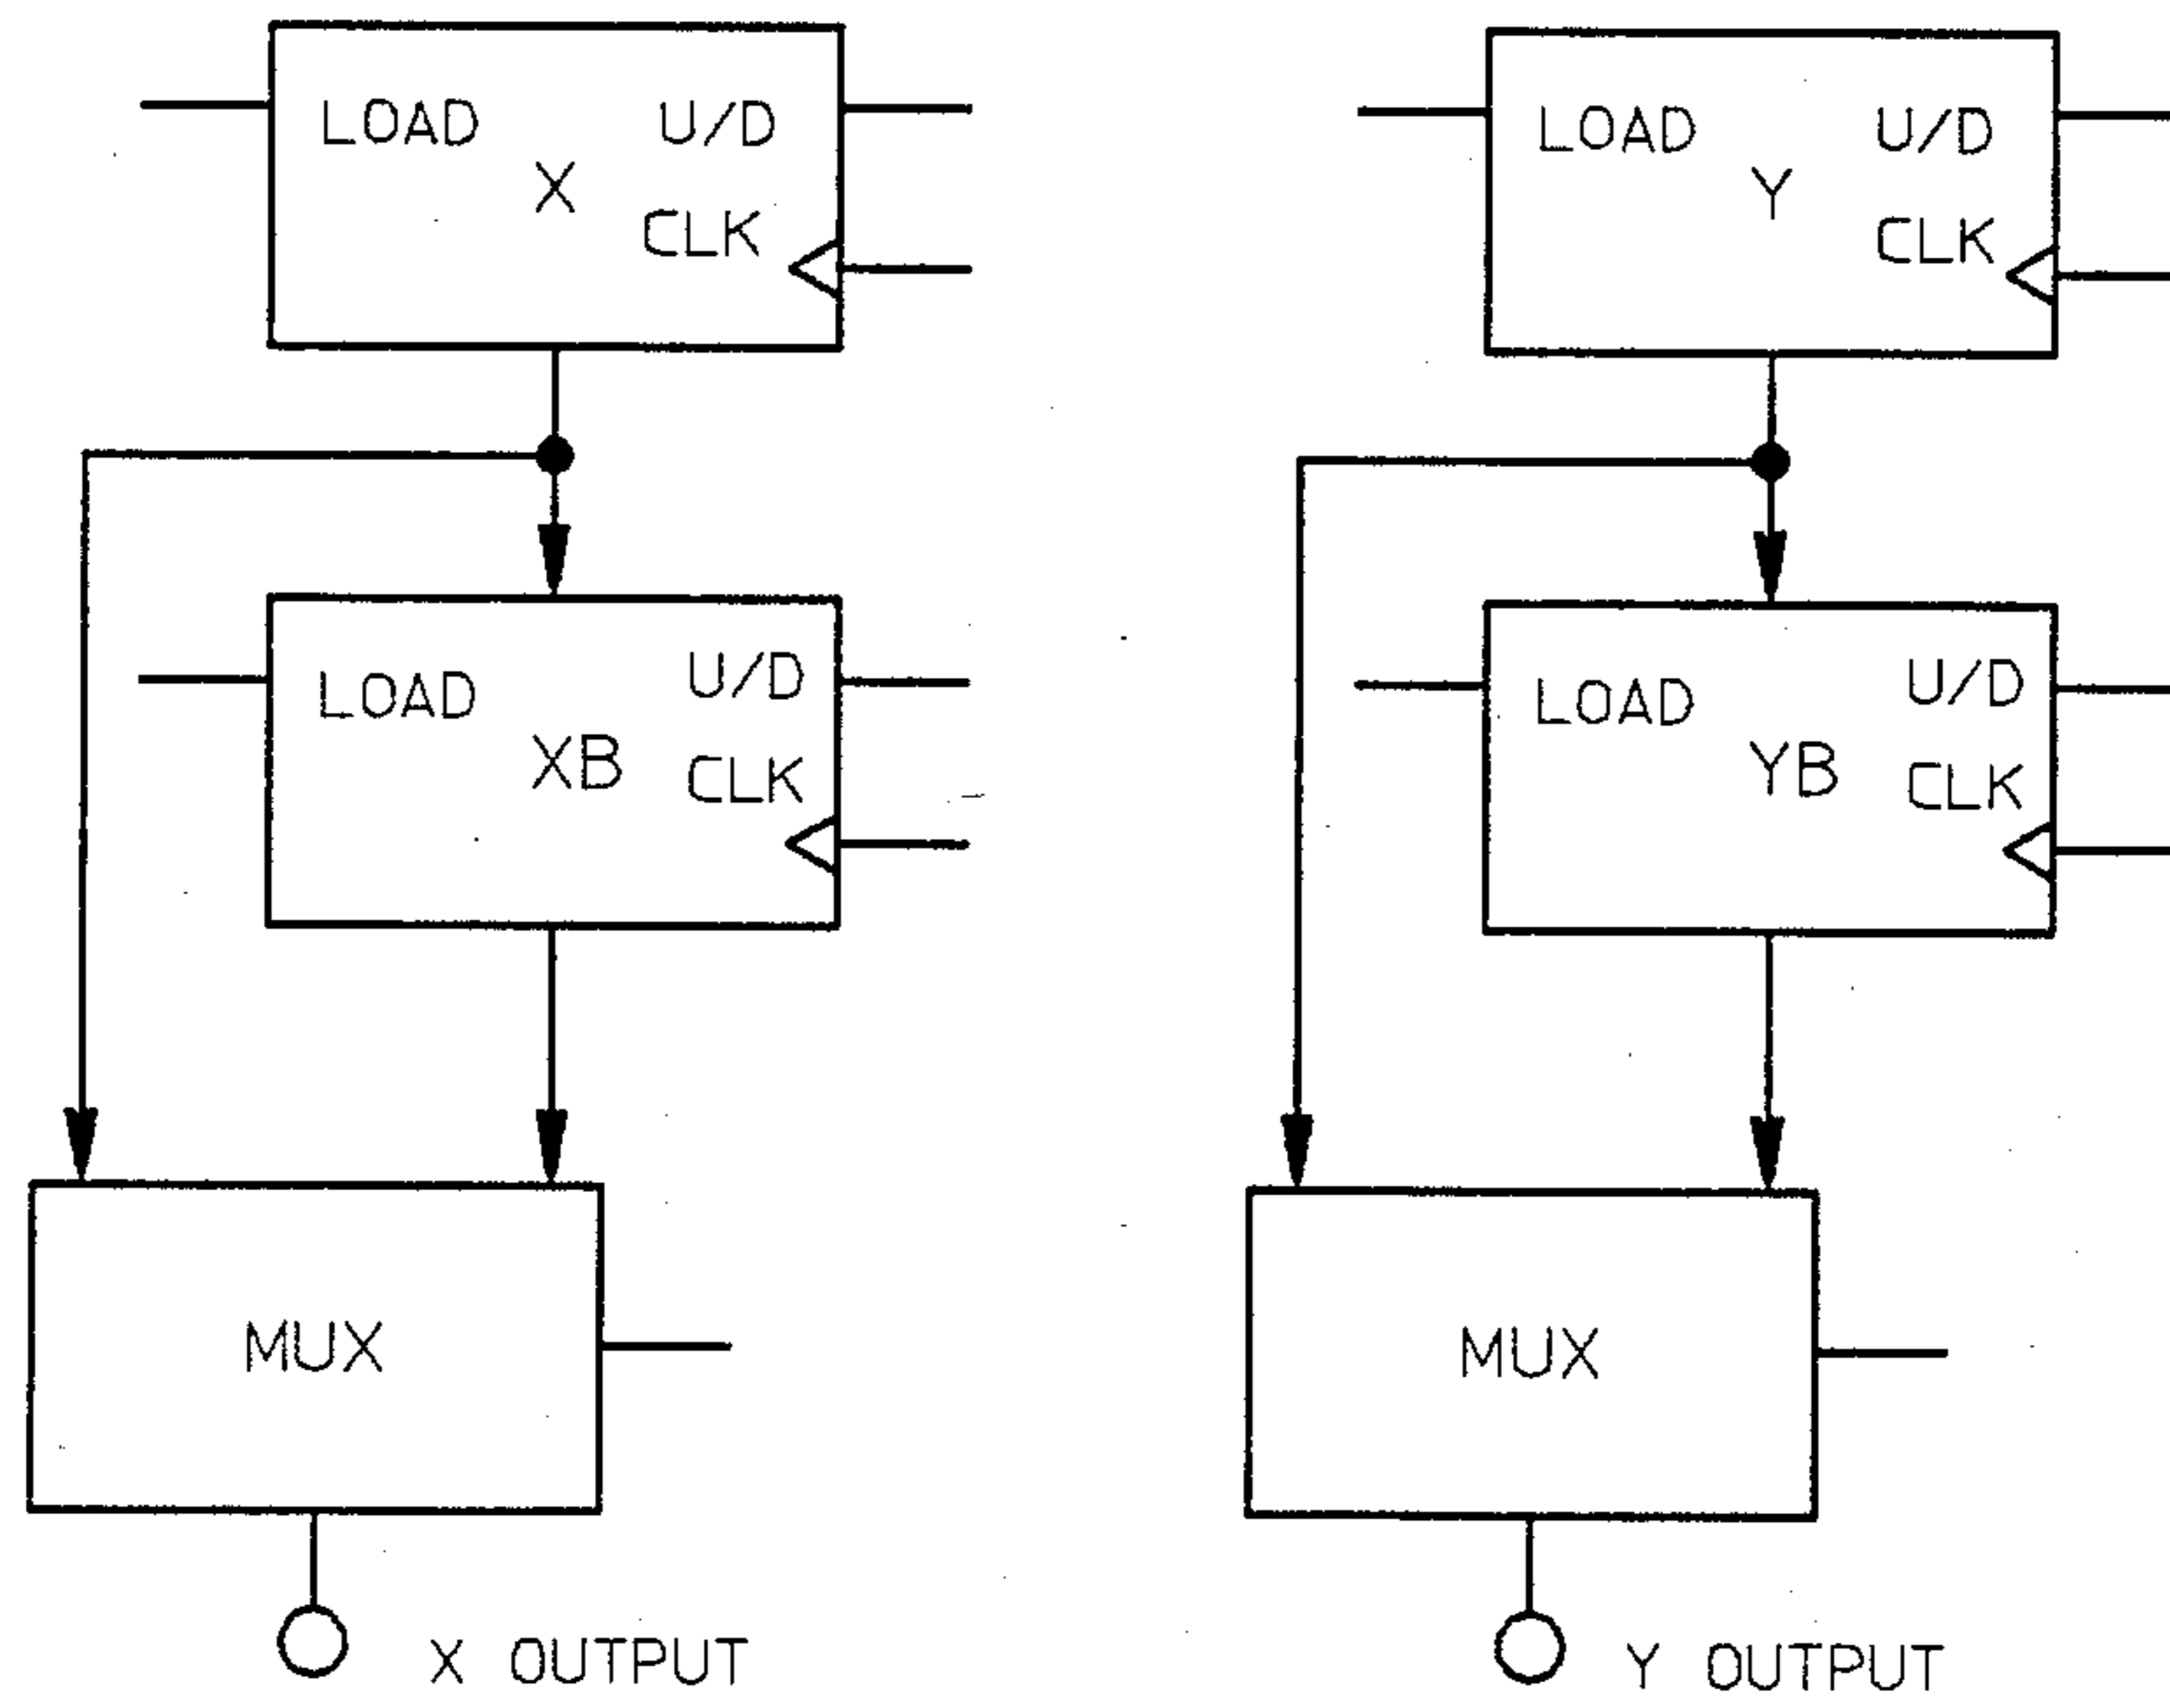 LOAD U/D
X
CLK
LOAD U/D
XB
CLK
MUX
X OUTPUT
LOAD U/D
Y
CLK
LOAD U/D
YB
CLK
MUX
Y OUTPUT